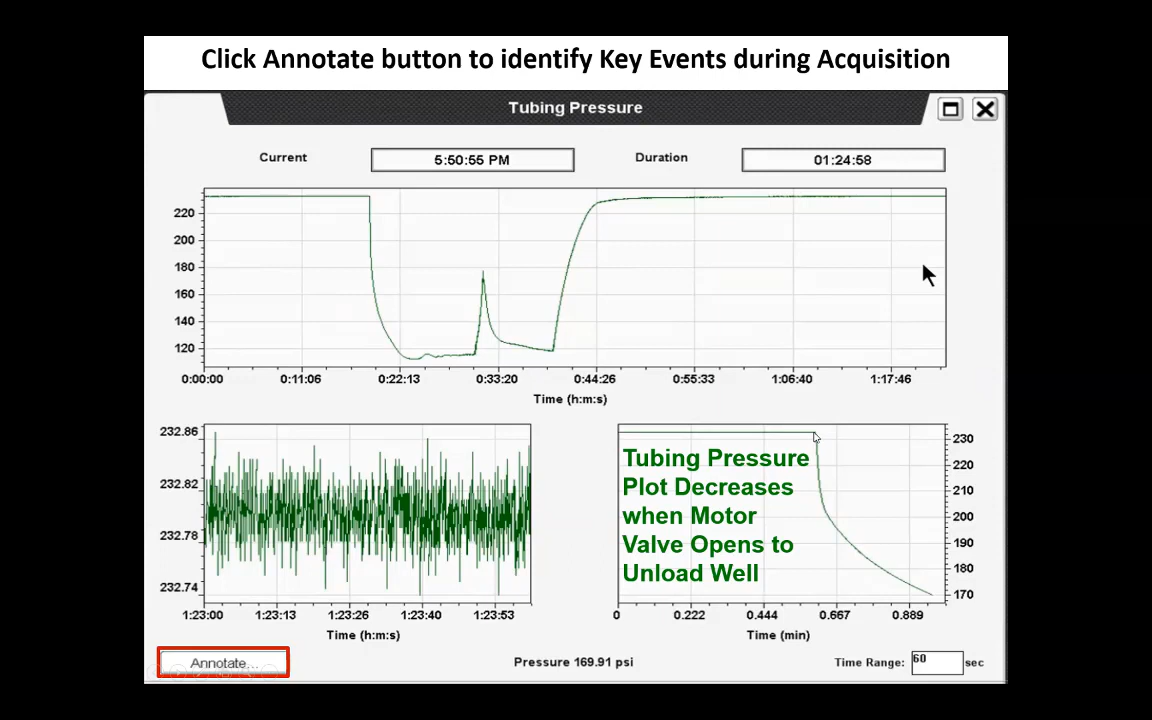 Click Annotate button to identify Key Events during Acquisition
Tubing Pressure
Current
5:50:55 PM
Duration
01:24:58
220
200
180
160
140
120
0:00:00
0:11:06
0:22:13
0:33:20
0:44:26
0:55:33
1:06:40
1:17:46
Time (h:m:s)
232.86
232.82
232.78
232.74
1:23:00
1:23:13
1:23:26
1:23:40
1:23:53
Time (h:m:s)
Tubing Pressure
Plot Decreases
when Motor
Valve Opens to
Unload Well
230
220
210
200
190
180
170
0
0.222
0.444
0.667
0.889
Time (min)
Annotate...
Pressure 169.91 psi
Time Range:
60
sec